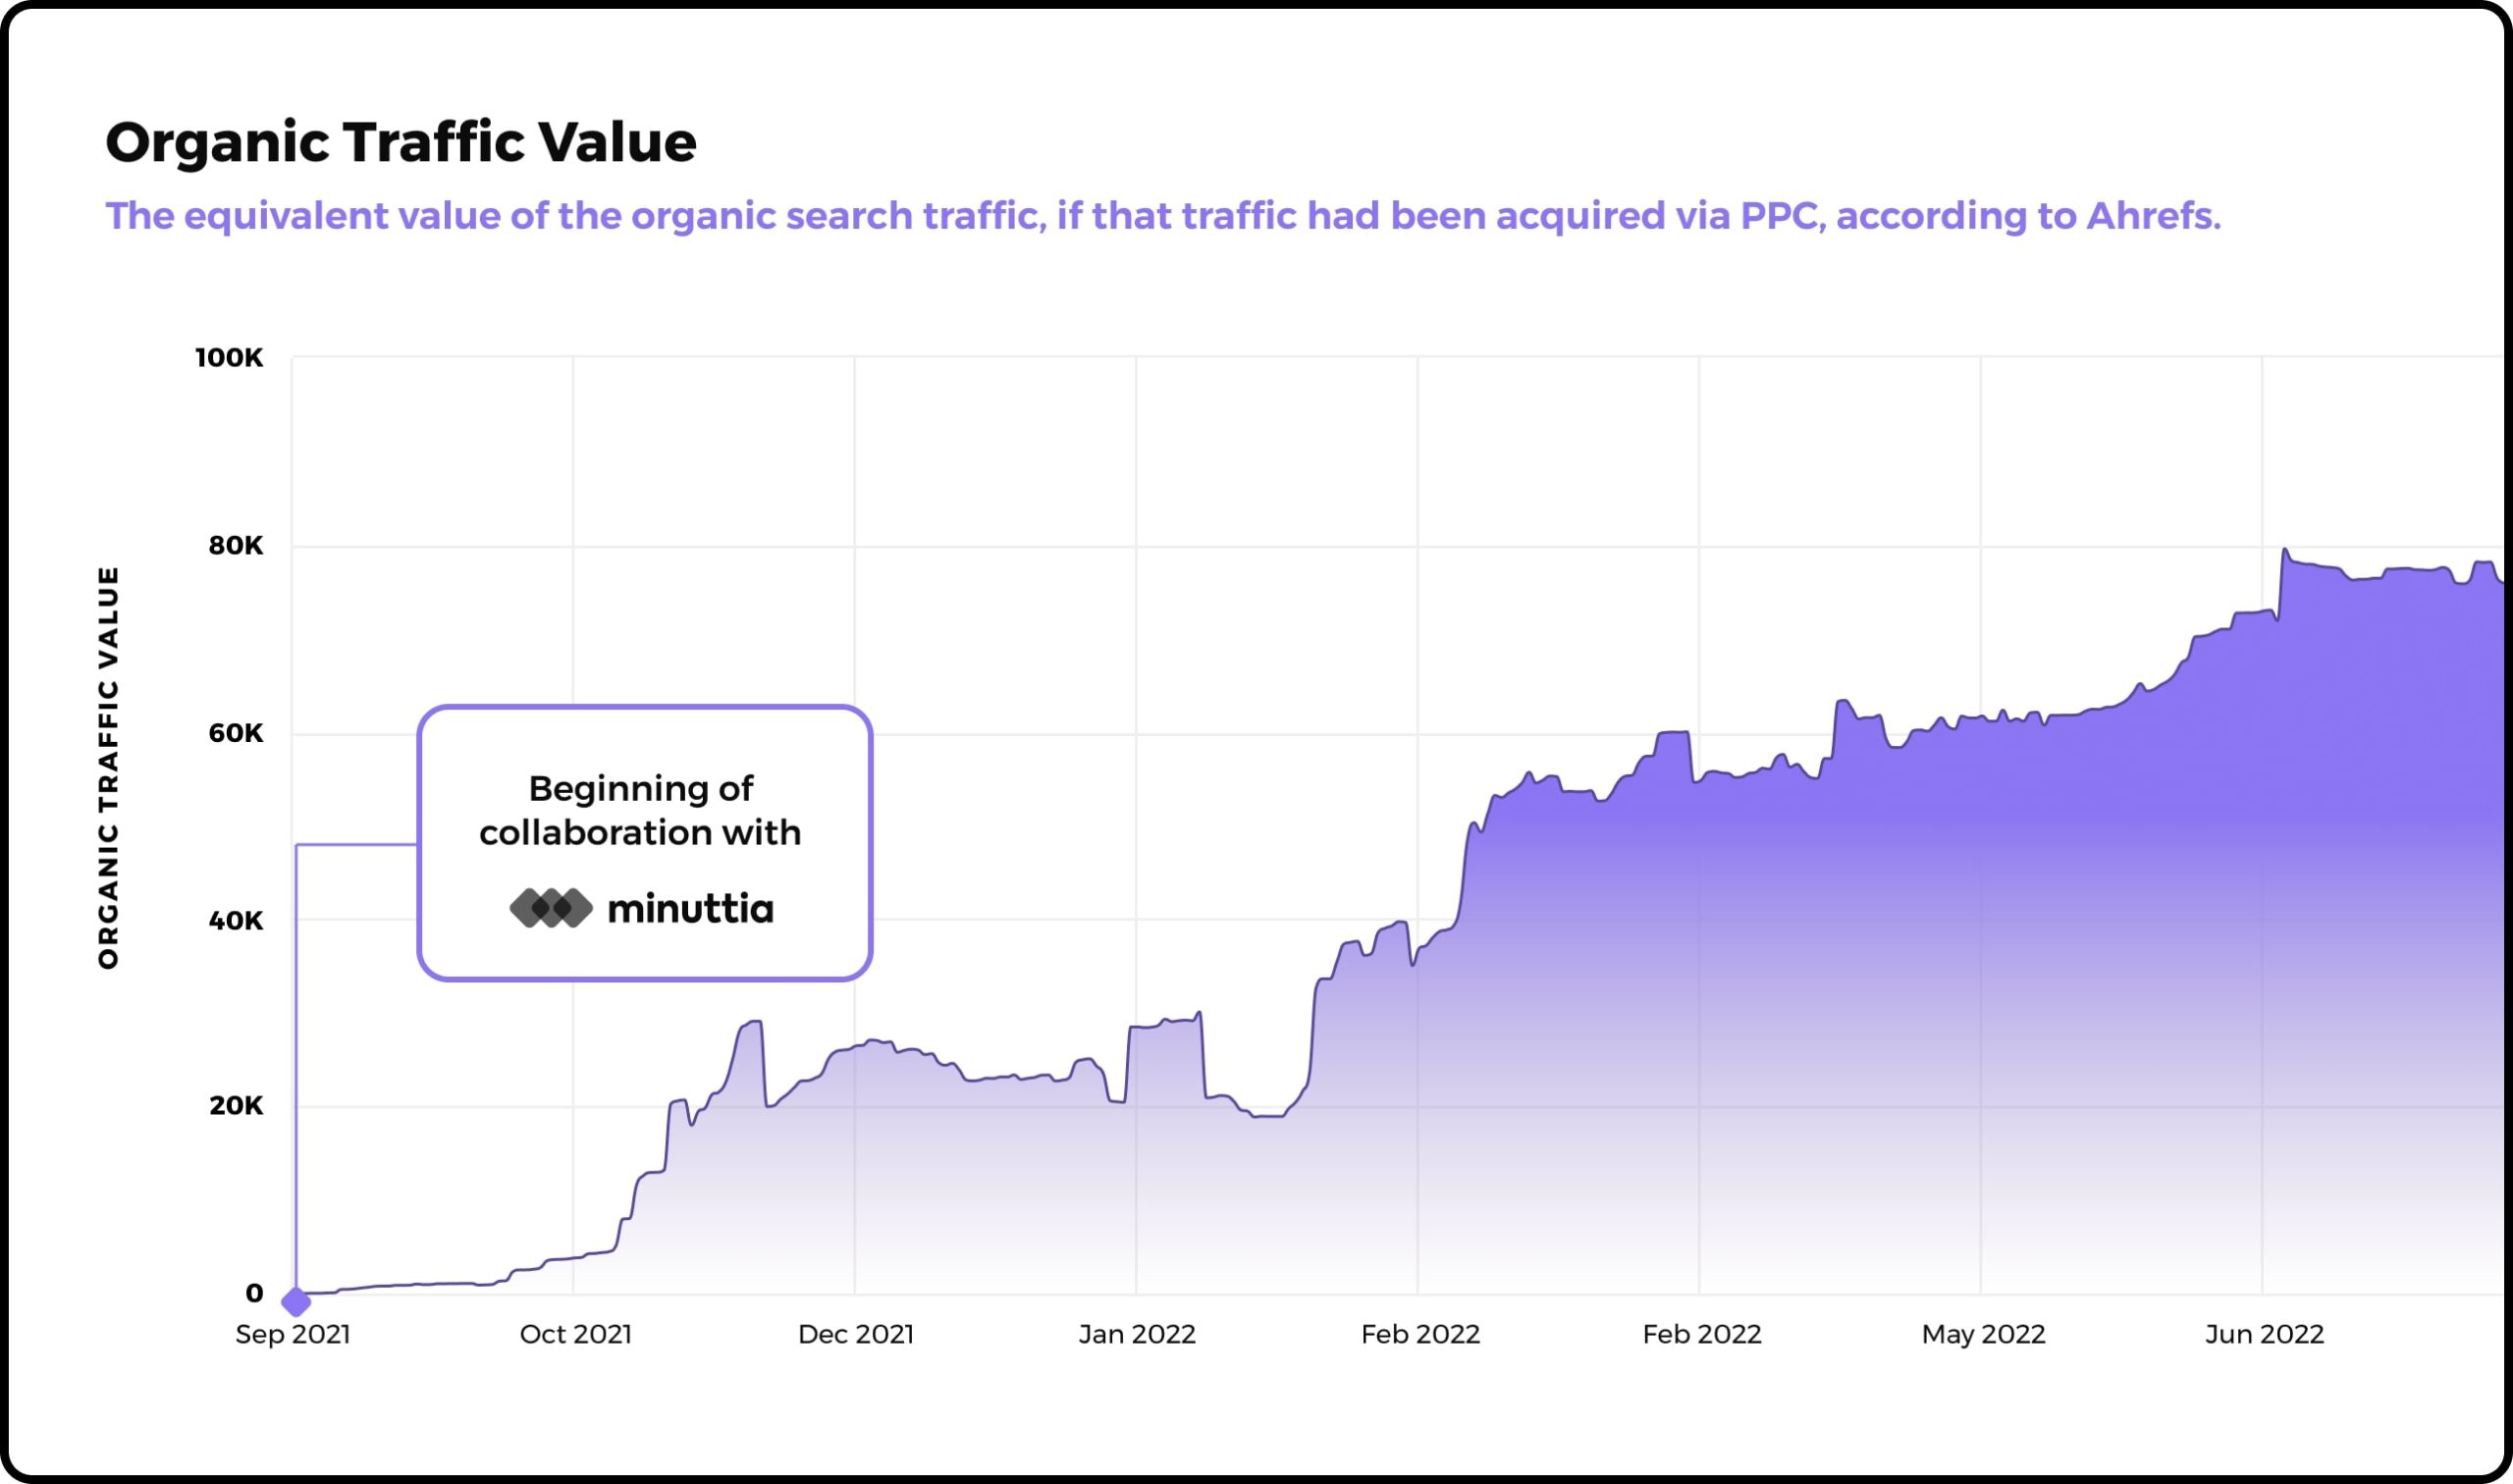 Organic Traffic Value
The equivalent value of the organic search traffic, if that traffic had been acquired via PPC, according to Ahrefs.
ORGANIC TRAFFIC VALUE
100K
80K
60K
40K
20K
0
Beginning of
collaboration with
minuttia
Sep 2021 Oct 2021 Dec 2021 Jan 2022 Feb 2022 Feb 2022 May 2022 Jun 2022